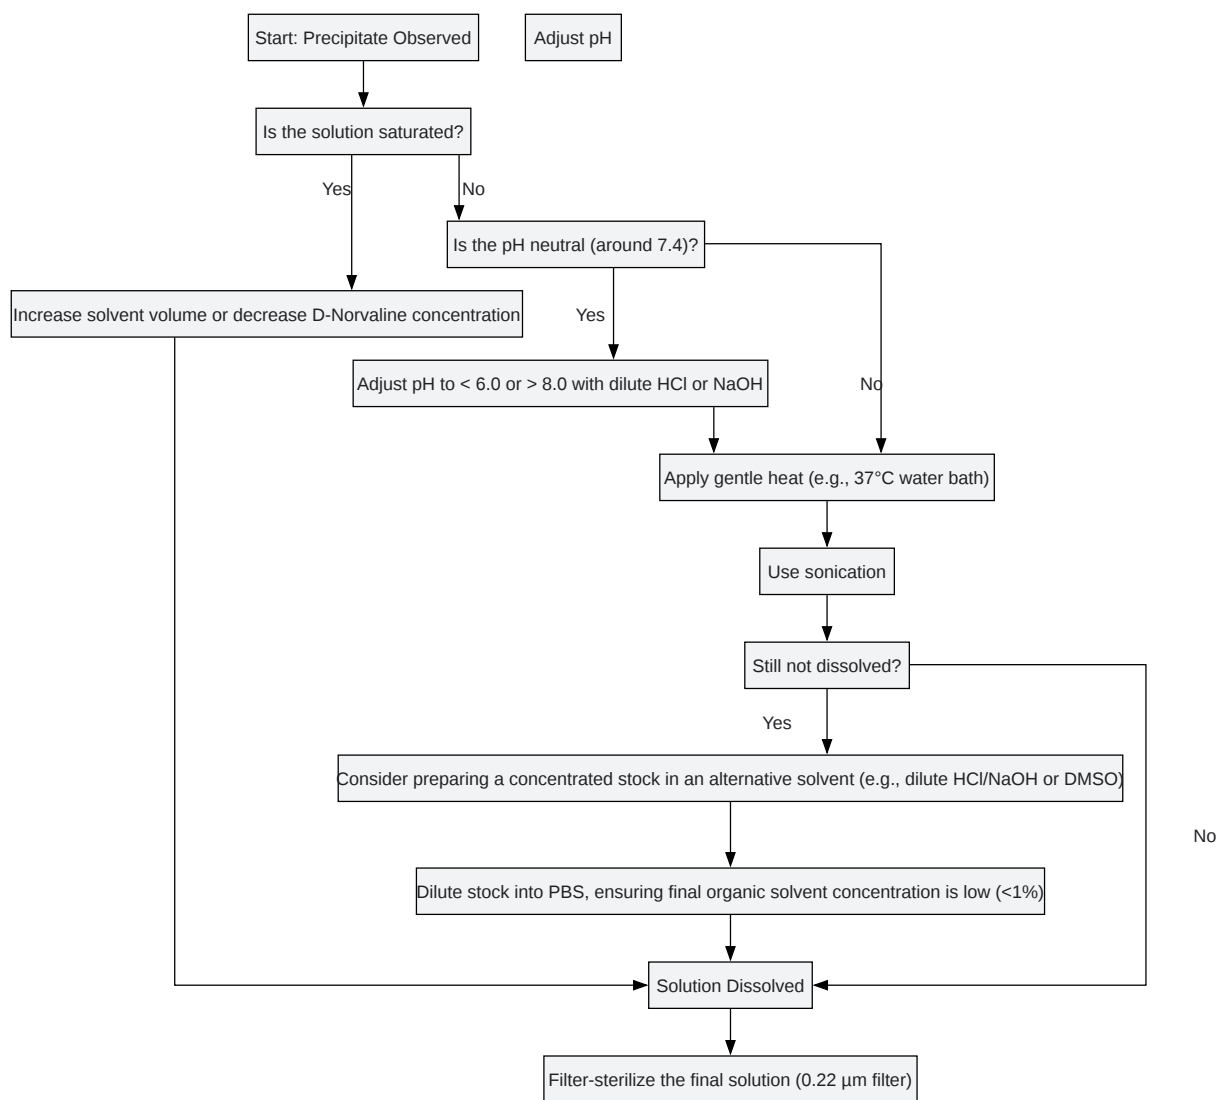 Start: Precipitate Observed
Adjust pH
Is the solution saturated?
Yes
No
Is the pH neutral (around 7.4)?
Increase solvent volume or decrease D-Norvaline concentration
Yes
Adjust pH to < 6.0 or > 8.0 with dilute HCl or NaOH
No
Apply gentle heat (e.g., 37°C water bath)
Use sonication
Still not dissolved?
Yes
Consider preparing a concentrated stock in an alternative solvent (e.g., dilute HCl/NaOH or DMSO)
No
Dilute stock into PBS, ensuring final organic solvent concentration is low (<1%)
Solution Dissolved
Filter-sterilize the final solution (0.22 µm filter)